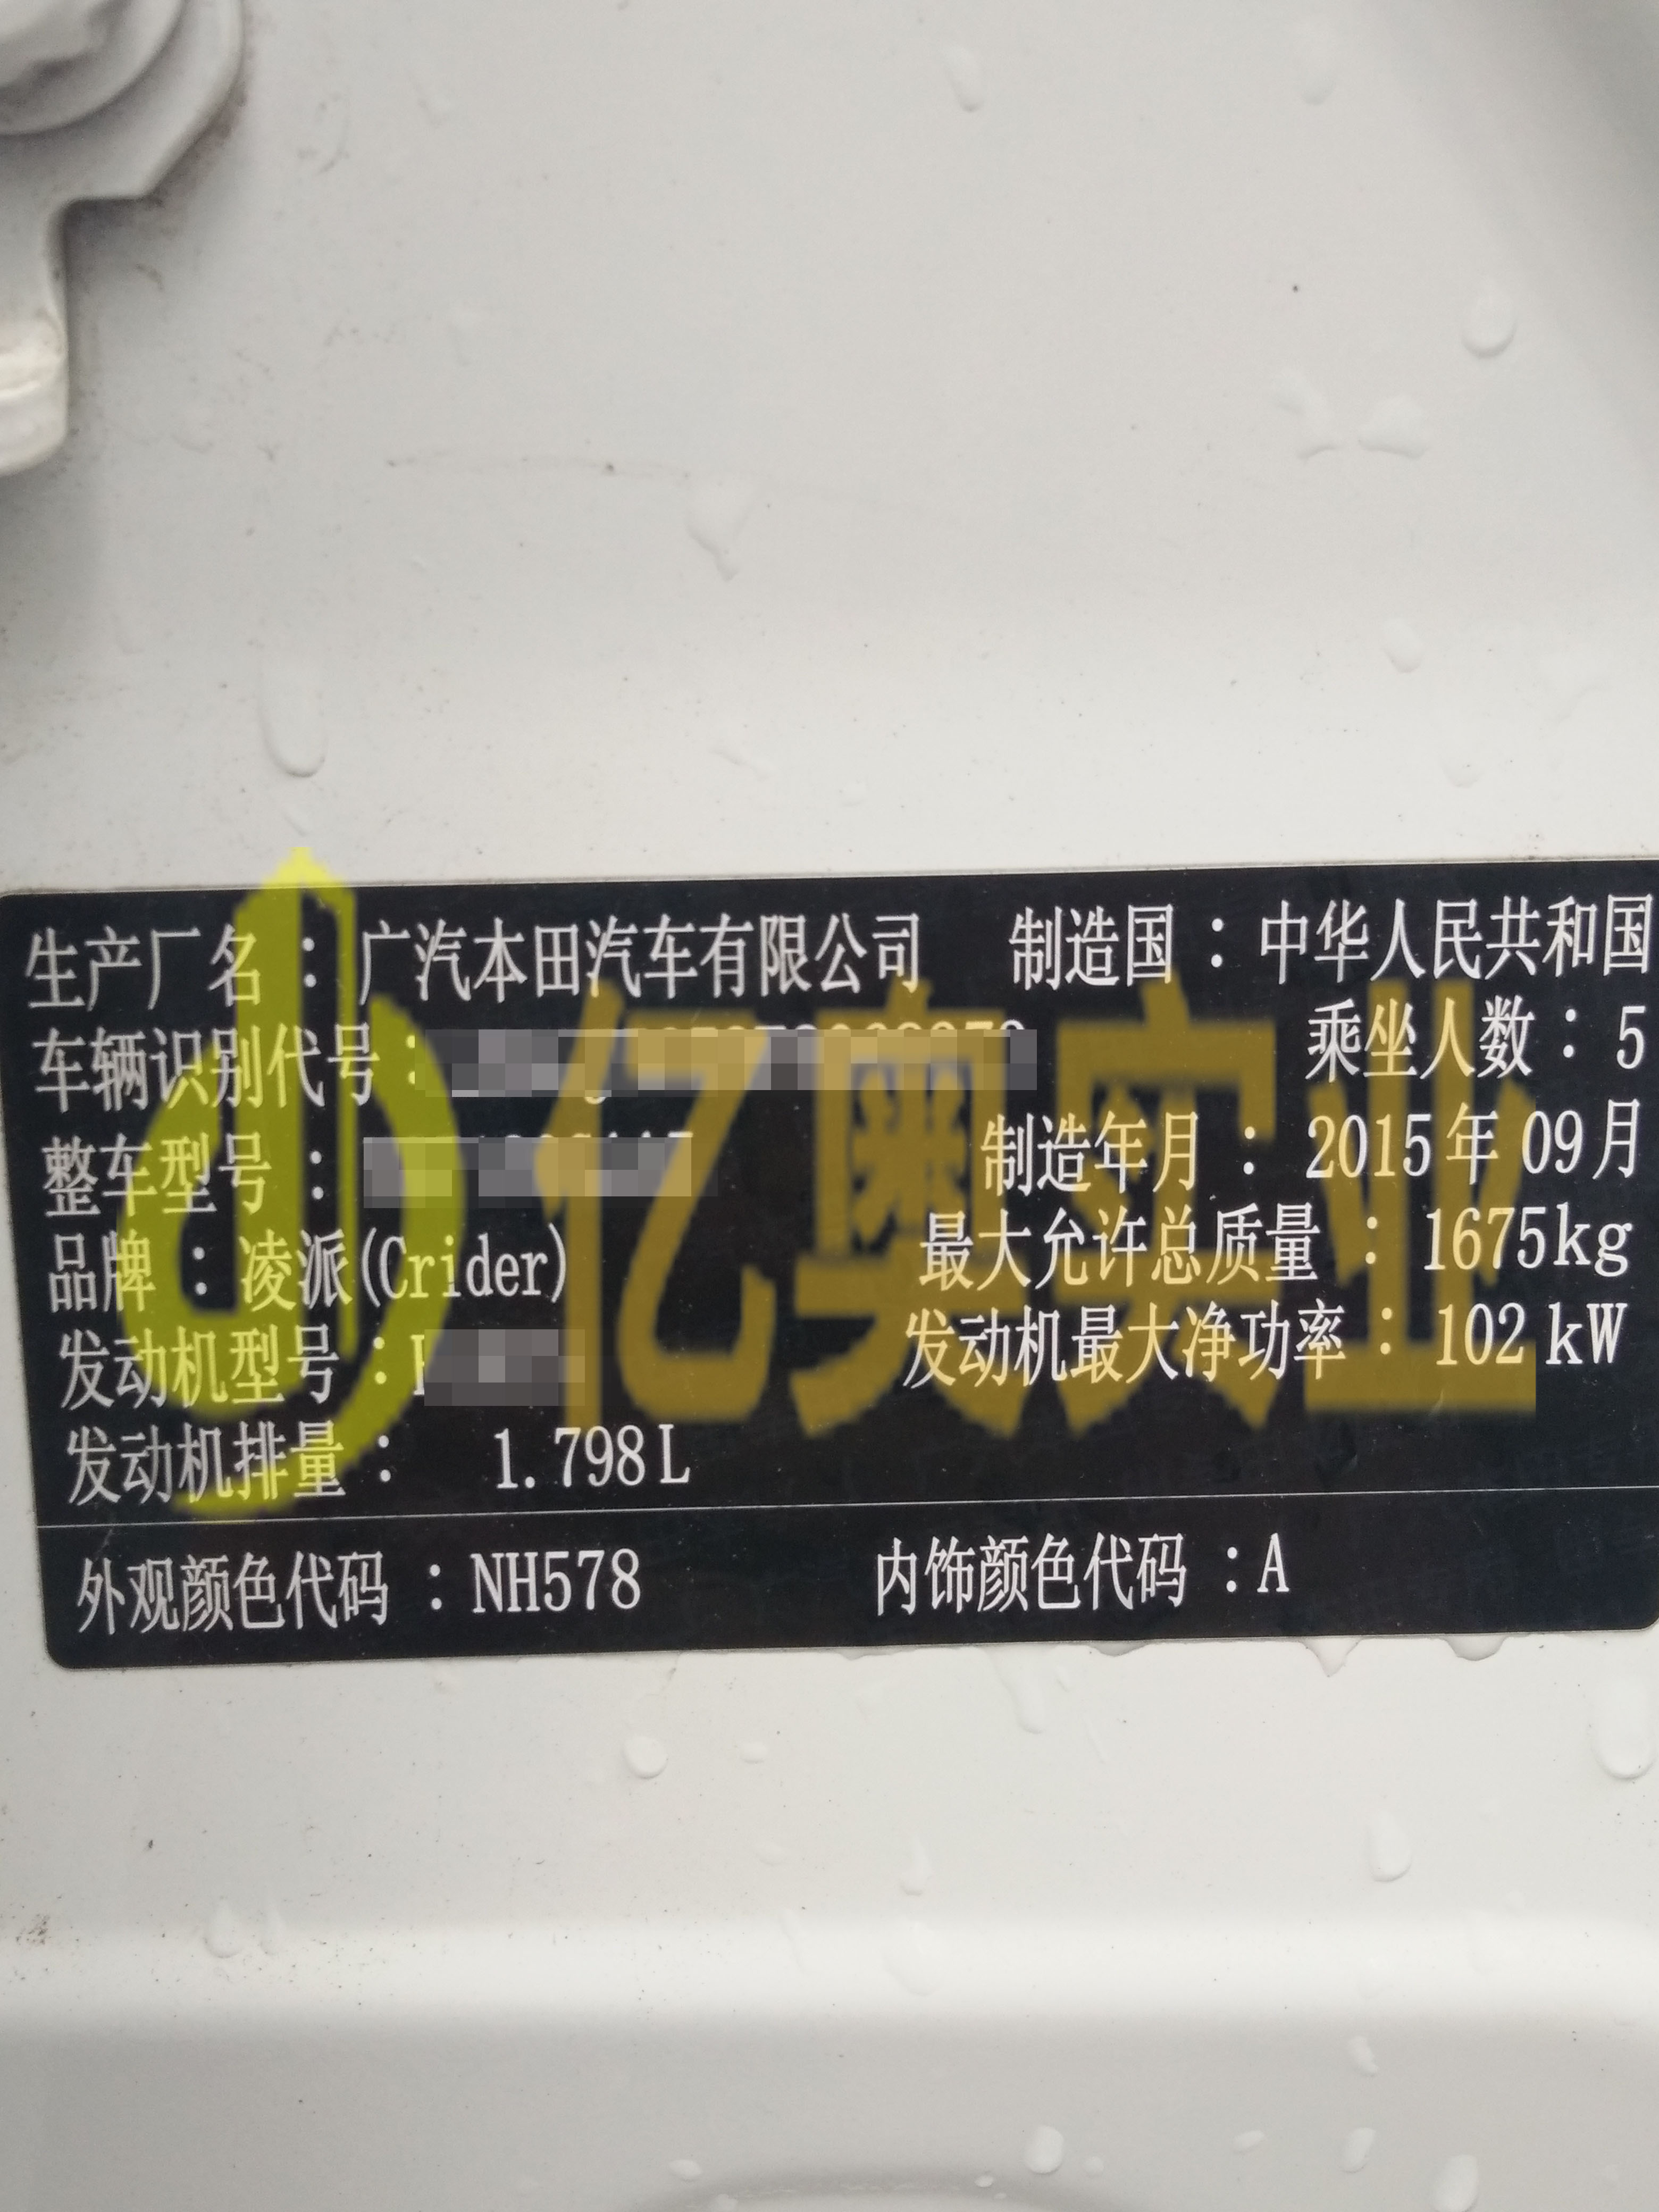 生产厂名：广汽本田汽车有限公司 制造国：中华人民共和国
车辆识别代号： 乘坐人数：5
整车型号： 制造年月：2015年09月
品牌：凌派(Crider) 最大允许总质量：1675kg
发动机型号： 发动机最大净功率：102kW
发动机排量： 1.798L
外观颜色代码：NH578 内饰颜色代码：A
亿奥实业